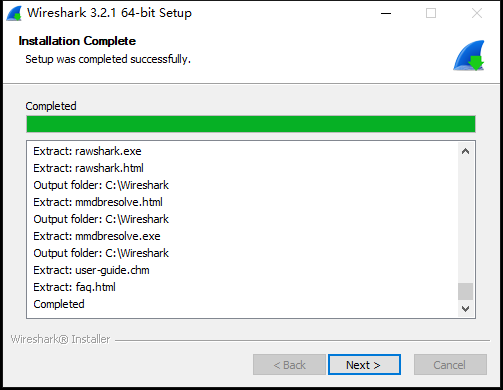 Wireshark 3.2.1 64-bit Setup
Installation Complete
Setup was completed successfully.
Completed
Extract: rawshark.exe
Extract: rawshark.html
Output folder: C:\Wireshark
Extract: mmdbresolve.html
Output folder: C:\Wireshark
Extract: mmdbresolve.exe
Output folder: C:\Wireshark
Extract: user-guide.chm
Extract: faq.html
Completed
Wireshark® Installer
< Back
Next >
Cancel